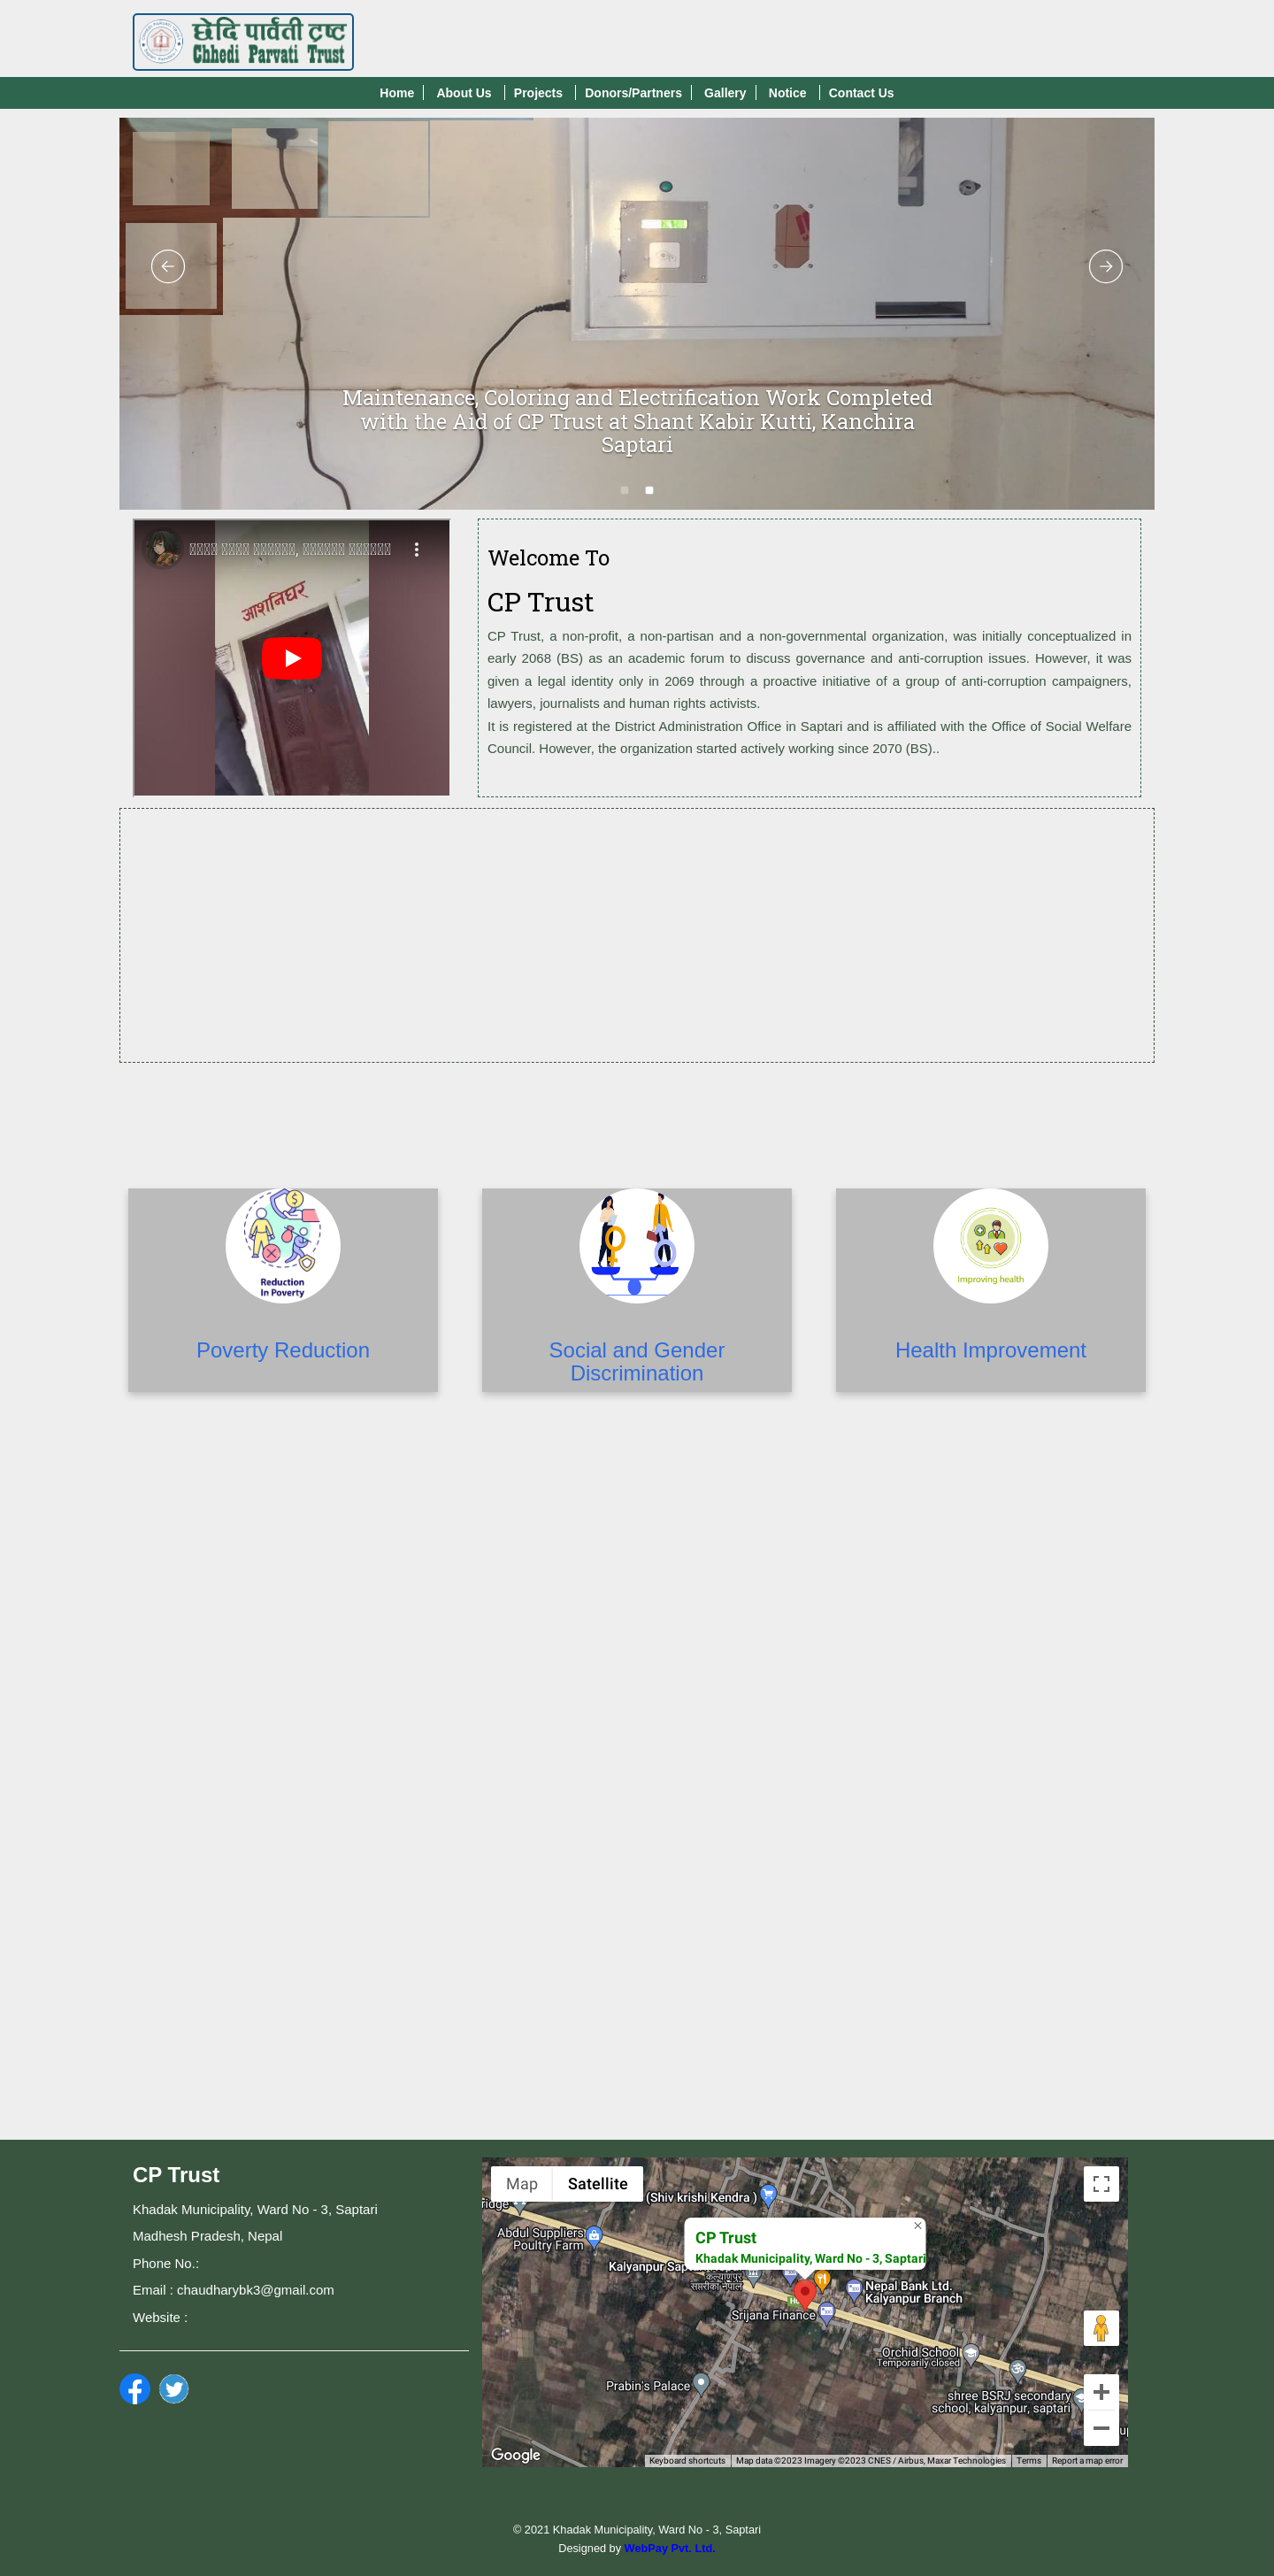 छेदि पार्वती ट्रष्ट
Chhedi Parvati Trust
Home
About Us
Projects
Donors/Partners
Gallery
Notice
Contact Us
Maintenance, Coloring and Electrification Work Completed
with the Aid of CP Trust at Shant Kabir Kutti, Kanchira
Saptari
आशनिघर
Welcome To
CP Trust
CP Trust, a non-profit, a non-partisan and a non-governmental organization, was initially conceptualized in
early 2068 (BS) as an academic forum to discuss governance and anti-corruption issues. However, it was
given a legal identity only in 2069 through a proactive initiative of a group of anti-corruption campaigners,
lawyers, journalists and human rights activists.
It is registered at the District Administration Office in Saptari and is affiliated with the Office of Social Welfare
Council. However, the organization started actively working since 2070 (BS)..
Reduction
In Poverty
Improving health
Poverty Reduction
Social and Gender
Discrimination
Health Improvement
CP Trust
Khadak Municipality, Ward No - 3, Saptari
Madhesh Pradesh, Nepal
Phone No.:
Email : chaudharybk3@gmail.com
Website :
Map
Satellite
(Shiv krishi Kendra )
Abdul Suppliers
Poultry Farm
CP Trust
Khadak Municipality, Ward No - 3, Saptari
Kalyanpur
कल्याणपुर
Nepal Bank Ltd.
Kalyanpur Branch
Srijana Finance
Orchid School
Temporarily closed
Prabin's Palace
shree BSRJ secondary
school, kalyanpur, saptari
Google
Keyboard shortcuts
Map data ©2023 Imagery ©2023 CNES / Airbus, Maxar Technologies
Terms
Report a map error
© 2021 Khadak Municipality, Ward No - 3, Saptari
Designed by WebPay Pvt. Ltd.